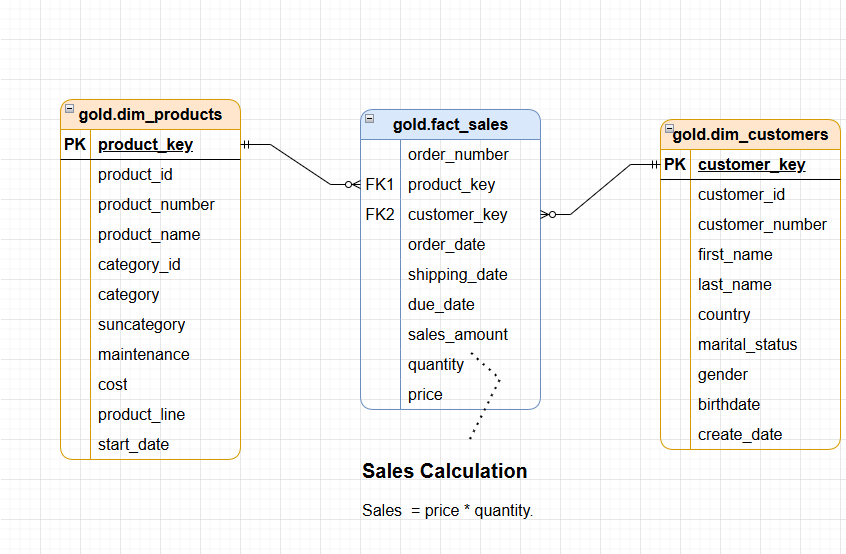 gold.dim_products
PK product_key
product_id
product_number
product_name
category_id
category
suncategory
maintenance
cost
product_line
start_date
gold.fact_sales
order_number
FK1 product_key
FK2 customer_key
order_date
shipping_date
due_date
sales_amount
quantity
price
gold.dim_customers
PK customer_key
customer_id
customer_number
first_name
last_name
country
marital_status
gender
birthdate
create_date
Sales Calculation
Sales = price * quantity.